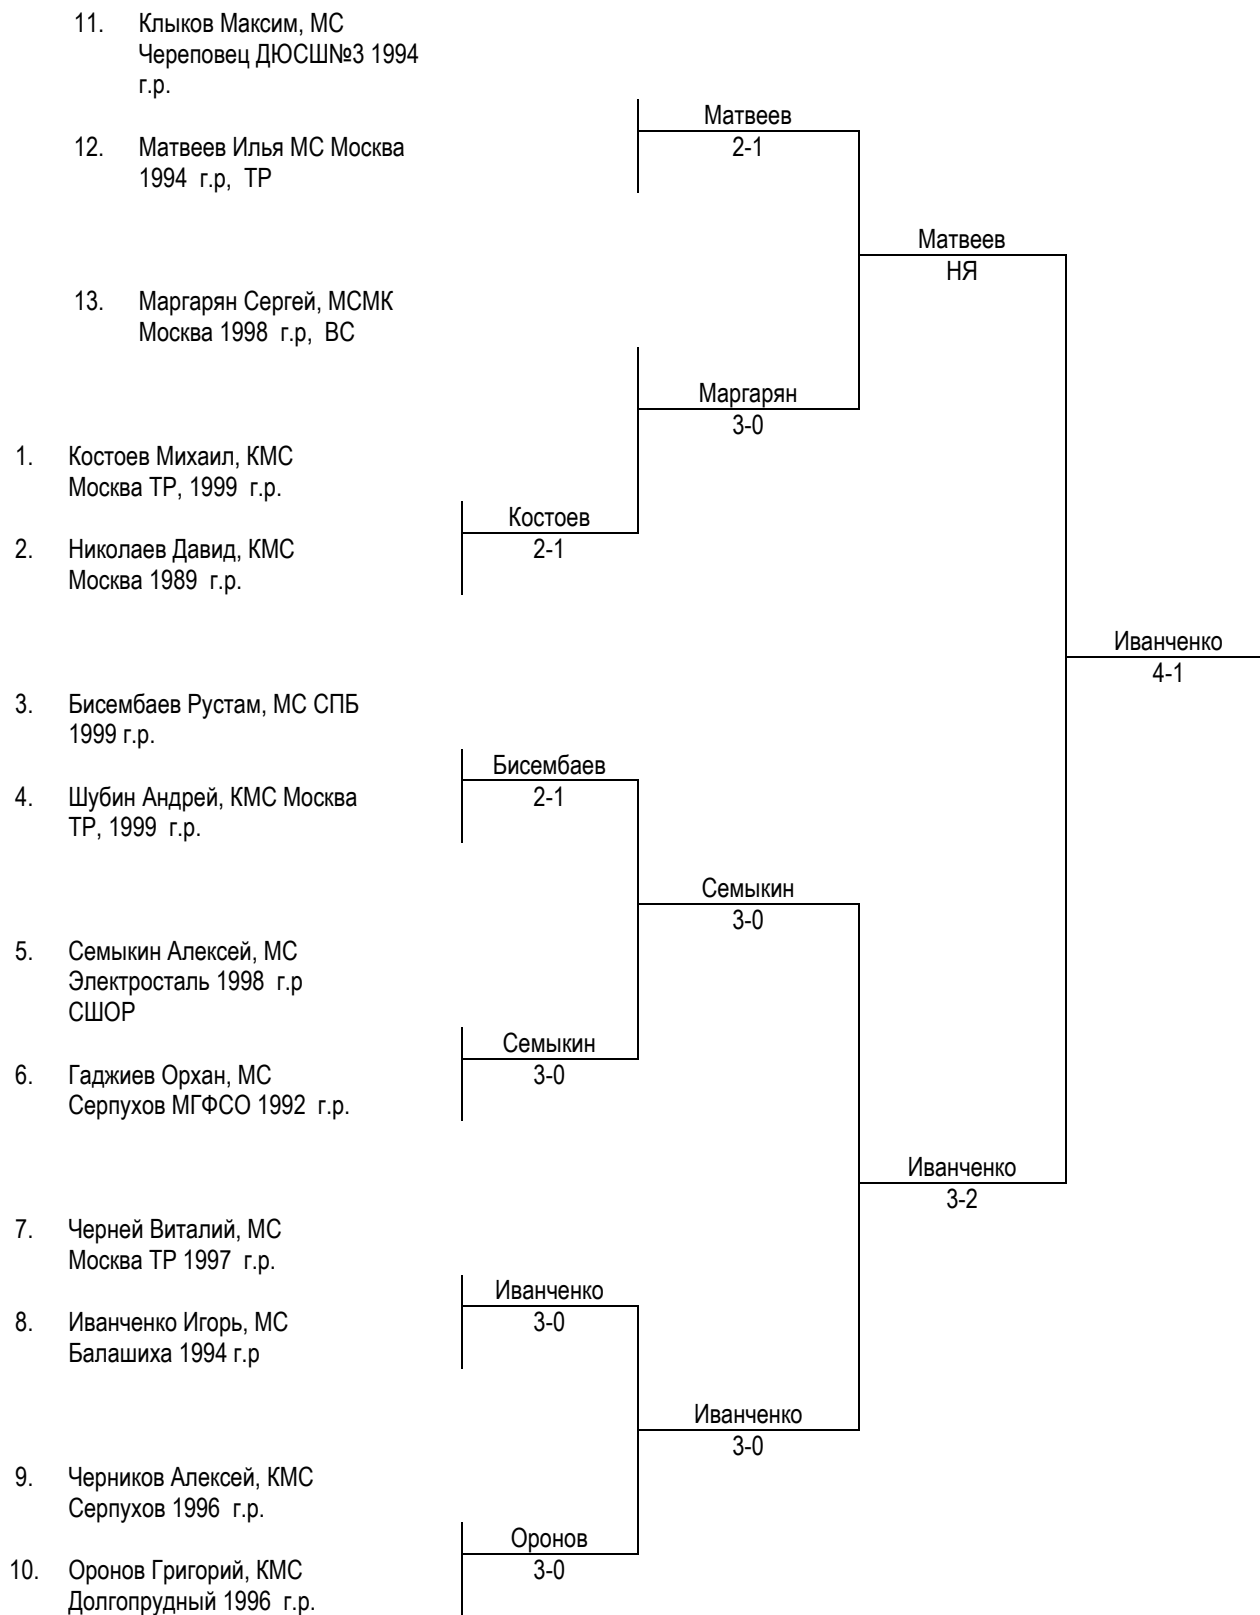 11. Клыков Максим, МС
Череповец ДЮСШ№3 1994
г.р.
Матвеев
2-1
12. Матвеев Илья МС Москва
1994 г.р, ТР
Матвеев
НЯ
13. Маргарян Сергей, МСМК
Москва 1998 г.р, ВС
Маргарян
3-0
1. Костоев Михаил, КМС
Москва ТР, 1999 г.р.
Костоев
2-1
2. Николаев Давид, КМС
Москва 1989 г.р.
Иванченко
4-1
3. Бисембаев Рустам, МС СПБ
1999 г.р.
Бисембаев
2-1
4. Шубин Андрей, КМС Москва
ТР, 1999 г.р.
Семыкин
3-0
5. Семыкин Алексей, МС
Электросталь 1998 г.р
СШОР
Семыкин
3-0
6. Гаджиев Орхан, МС
Серпухов МГФСО 1992 г.р.
Иванченко
3-2
7. Черней Виталий, МС
Москва ТР 1997 г.р.
Иванченко
3-0
8. Иванченко Игорь, МС
Балашиха 1994 г.р
Иванченко
3-0
9. Черников Алексей, КМС
Серпухов 1996 г.р.
Оронов
3-0
10. Оронов Григорий, КМС
Долгопрудный 1996 г.р.